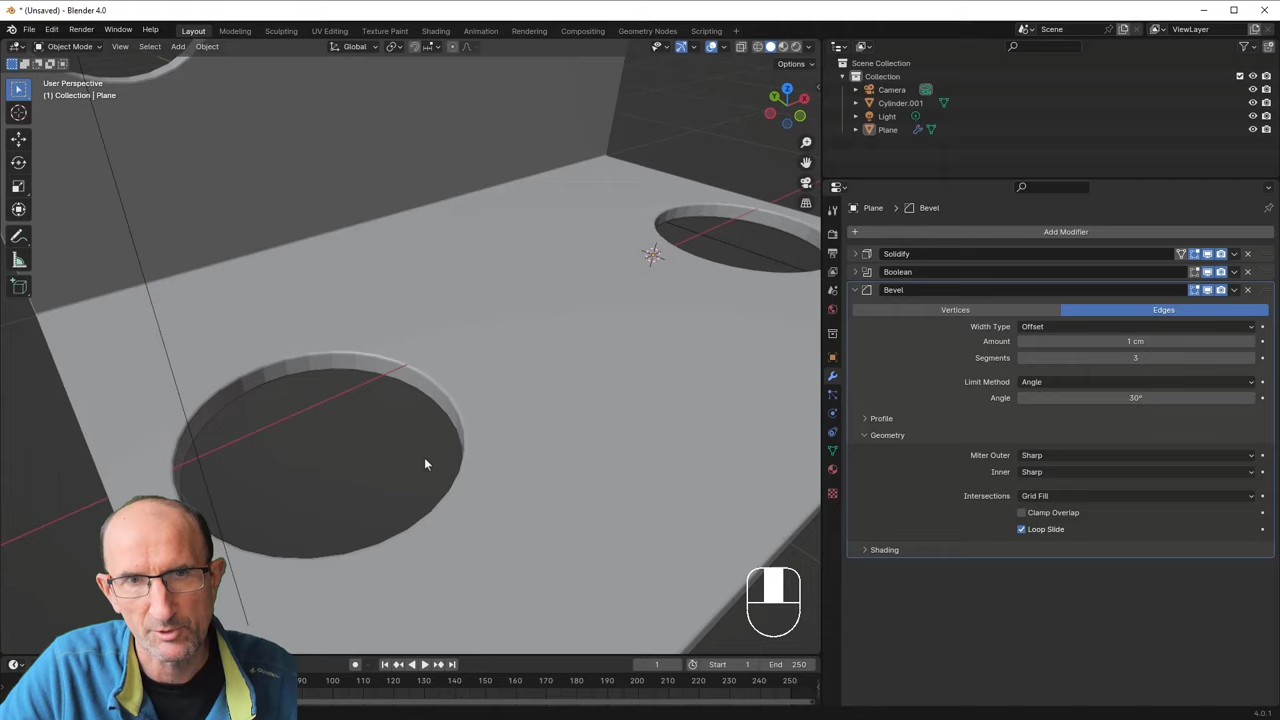 * (Unsaved) - Blender 4.0
File Edit Render Window Help Layout Modeling Sculpting UV Editing Texture Paint Shading Animation Rendering Compositing Geometry Nodes Scripting Scene ViewLayer
Object Mode View Select Add Object Global
Options
User Perspective
(1) Collection | Plane
Z
Y
X
Scene Collection
Collection
Camera
Cylinder.001
Light
Plane
Plane > Bevel
Add Modifier
Solidify
Boolean
Bevel
Vertices Edges
Width Type Offset
Amount 1 cm
Segments 3
Limit Method Angle
Angle 30°
Profile
Geometry
Miter Outer Sharp
Inner Sharp
Intersections Grid Fill
Clamp Overlap
Loop Slide
Shading
1 Start 1 End 250
90 100 110 120 130 140 150 160 170 180 190 200 210 220 230 240 250
4.0.1